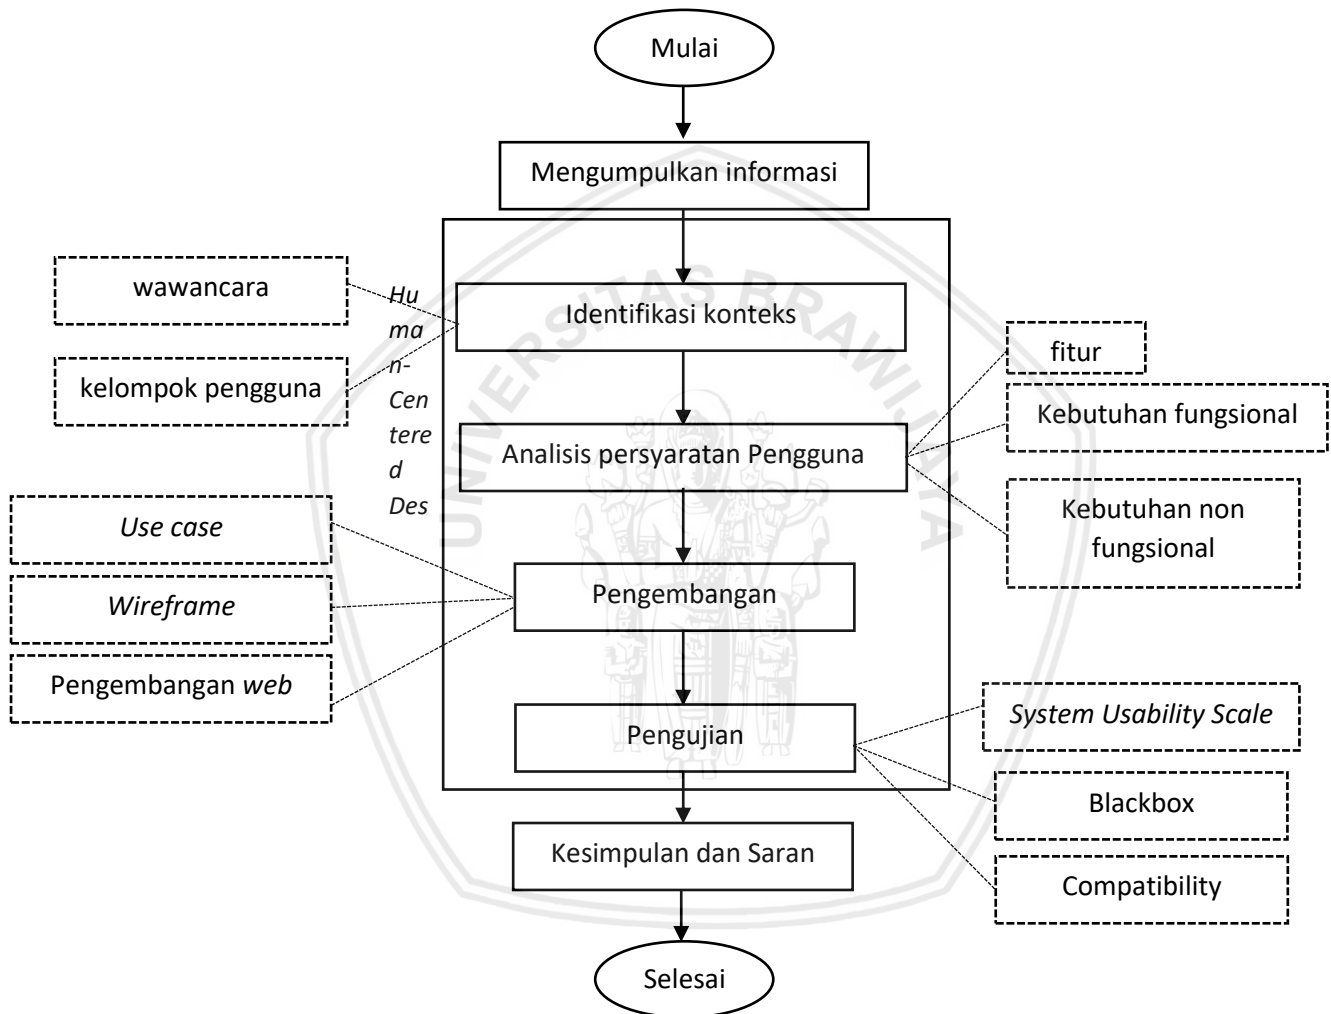 Mulai
Mengumpulkan informasi
UNIVERSITAS BRAWIJAYA
wawancara
kelompok pengguna
Hu
ma
n-
Cen
tere
d
Des
Identifikasi konteks
Analisis persyaratan Pengguna
fitur
Kebutuhan fungsional
Kebutuhan non
fungsional
Use case
Wireframe
Pengembangan web
Pengembangan
Pengujian
System Usability Scale
Blackbox
Compatibility
Kesimpulan dan Saran
Selesai